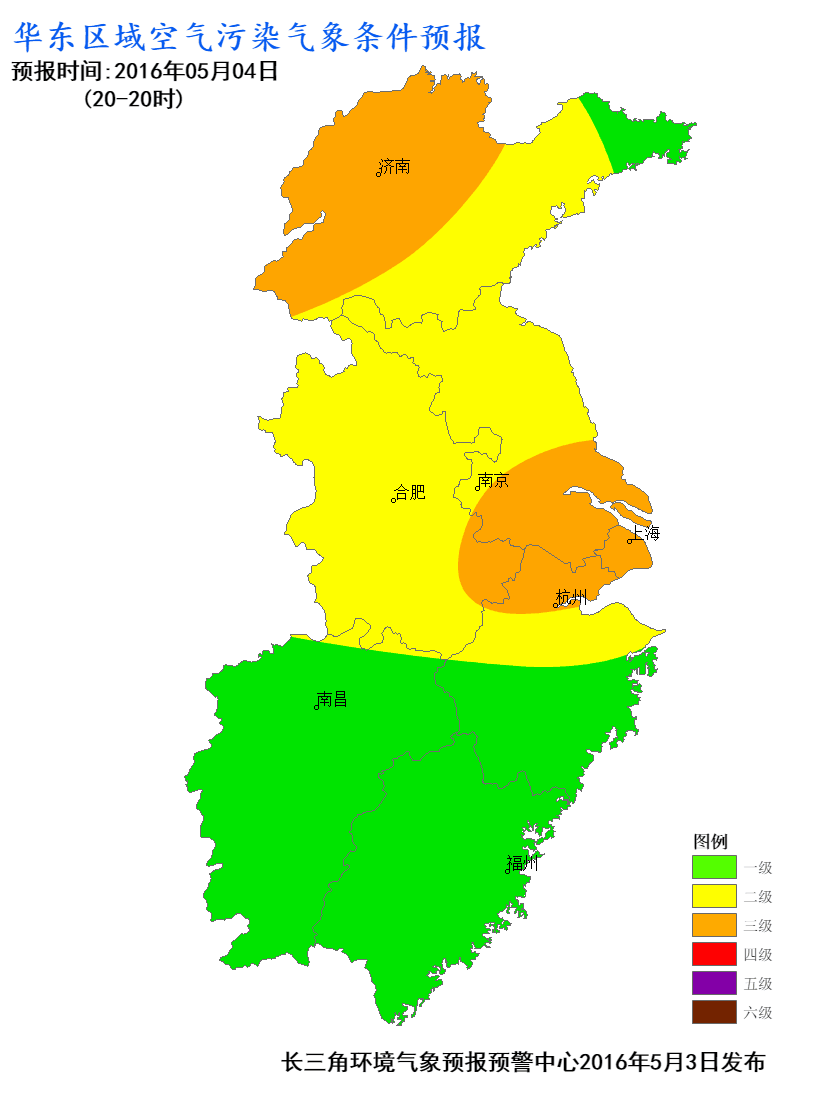 华东区域空气污染气象条件预报
预报时间:2016年05月04日
(20-20时)
济南
南京
合肥
上海
杭州
南昌
福州
图例
一级
二级
三级
四级
五级
六级
长三角环境气象预报预警中心2016年5月3日发布